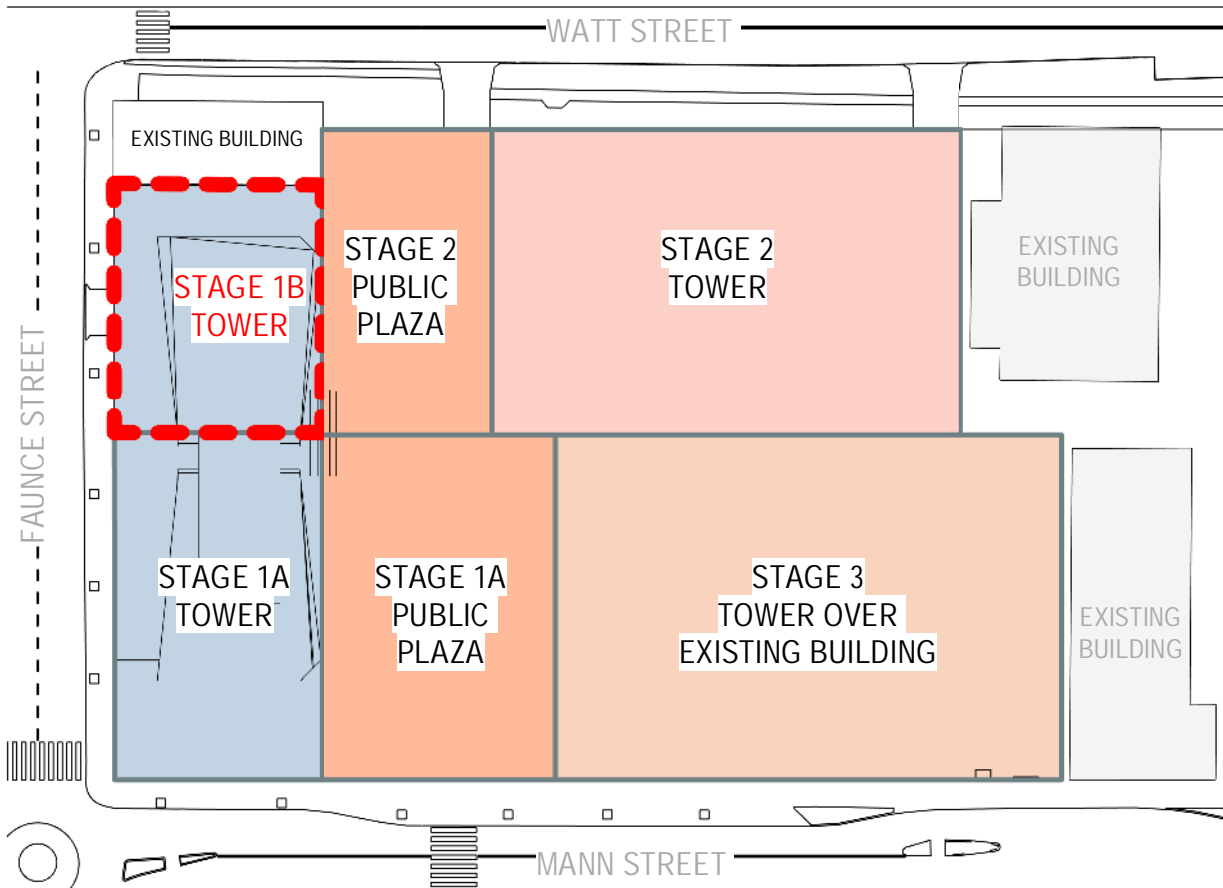 WATT STREET
EXISTING BUILDING
STAGE 1B
TOWER
STAGE 2
PUBLIC
PLAZA
STAGE 2
TOWER
EXISTING
BUILDING
FAUNCE STREET
STAGE 1A
TOWER
STAGE 1A
PUBLIC
PLAZA
STAGE 3
TOWER OVER
EXISTING BUILDING
EXISTING
BUILDING
MANN STREET